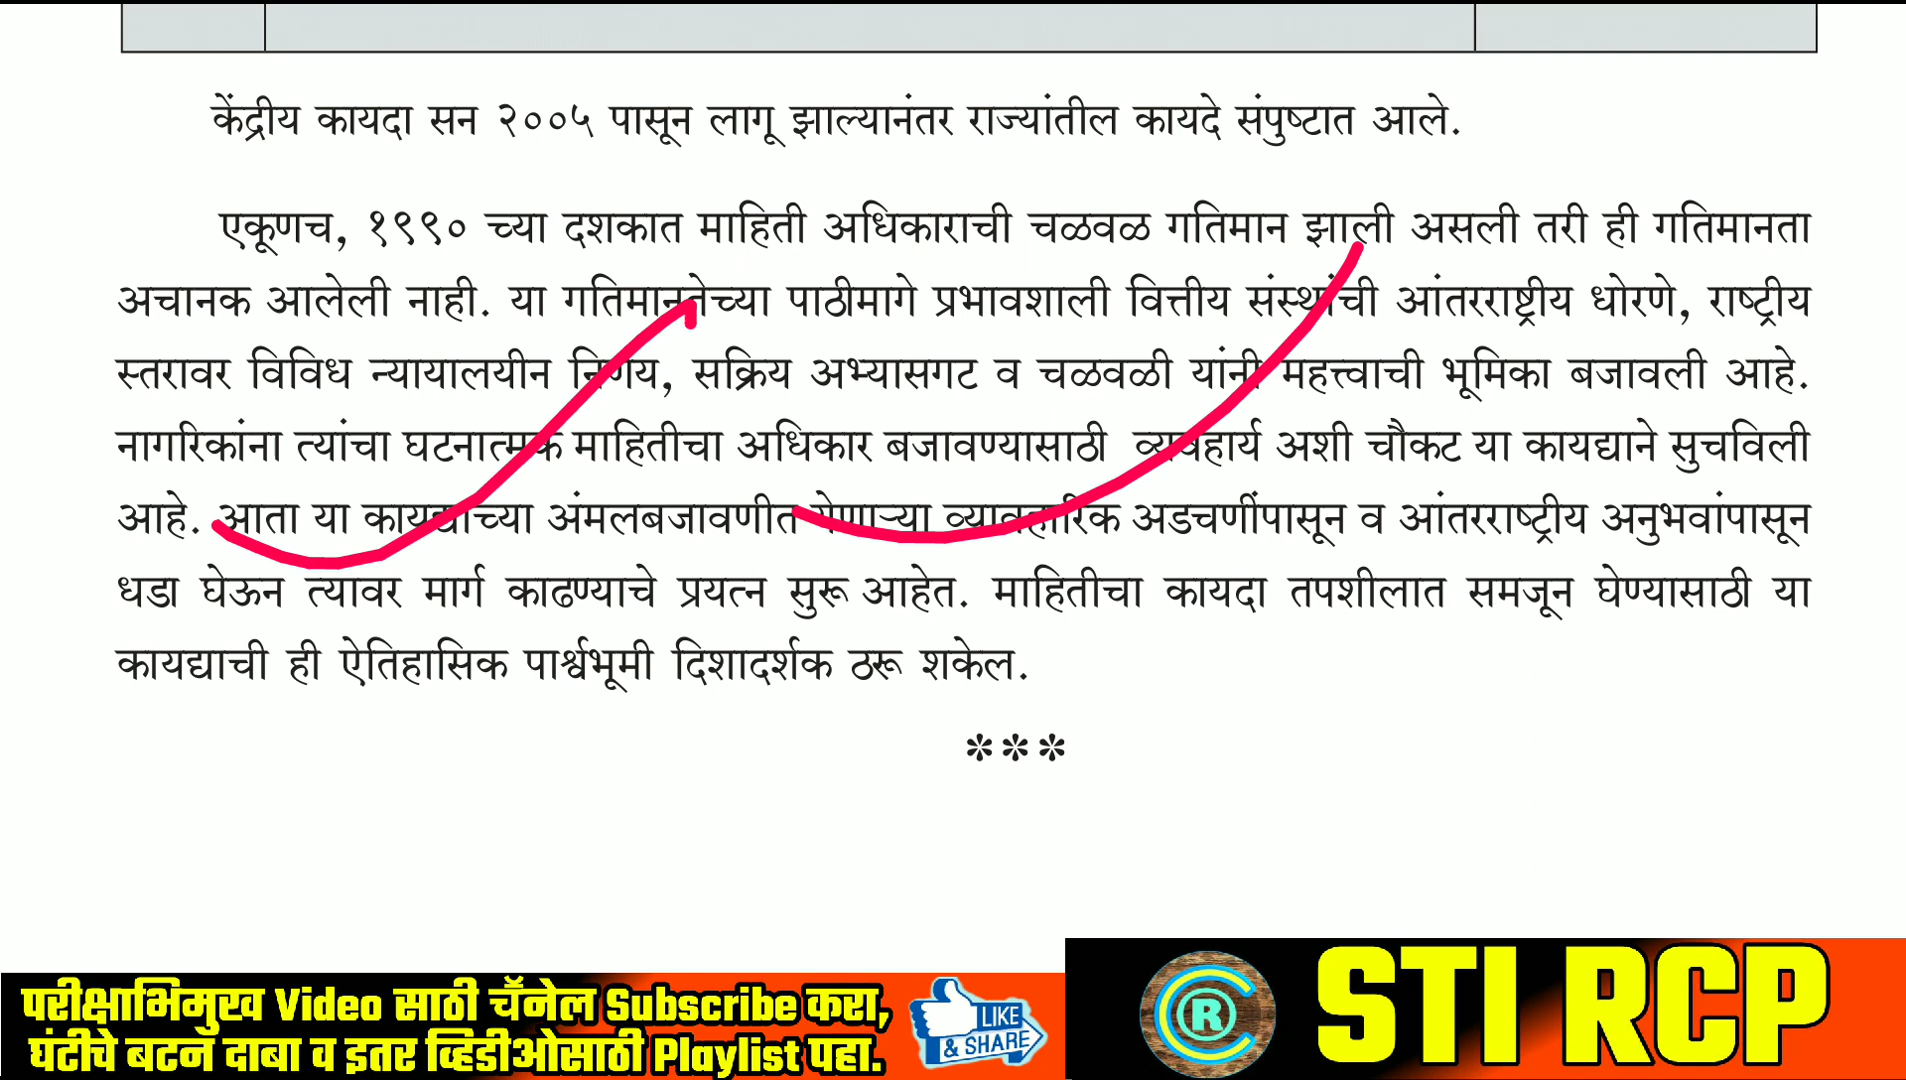 केंद्रीय कायदा सन २००५ पासून लागू झाल्यानंतर राज्यांतील कायदे संपुष्टात आले.
एकूणच, १९९० च्या दशकात माहिती अधिकाराची चळवळ गतिमान झाली असली तरी ही गतिमानता
अचानक आलेली नाही. या गतिमानतेच्या पाठीमागे प्रभावशाली वित्तीय संस्थांची आंतरराष्ट्रीय धोरणे, राष्ट्रीय
स्तरावर विविध न्यायालयीन निर्णय, सक्रिय अभ्यासगट व चळवळी यांनी महत्त्वाची भूमिका बजावली आहे.
नागरिकांना त्यांचा घटनात्मक माहितीचा अधिकार बजावण्यासाठी व्यवहार्य अशी चौकट या कायद्याने सुचविली
आहे. आता या कायद्याच्या अंमलबजावणीत येणाऱ्या व्यावहारिक अडचणींपासून व आंतरराष्ट्रीय अनुभवांपासून
धडा घेऊन त्यावर मार्ग काढण्याचे प्रयत्न सुरू आहेत. माहितीचा कायदा तपशीलात समजून घेण्यासाठी या
कायद्याची ही ऐतिहासिक पार्श्वभूमी दिशादर्शक ठरू शकेल.
***
परीक्षाभिमुख Video साठी चॅनेल Subscribe करा,
घंटीचे बटन दाबा व इतर व्हिडीओसाठी Playlist पहा.
LIKE
& SHARE
R
STI RCP